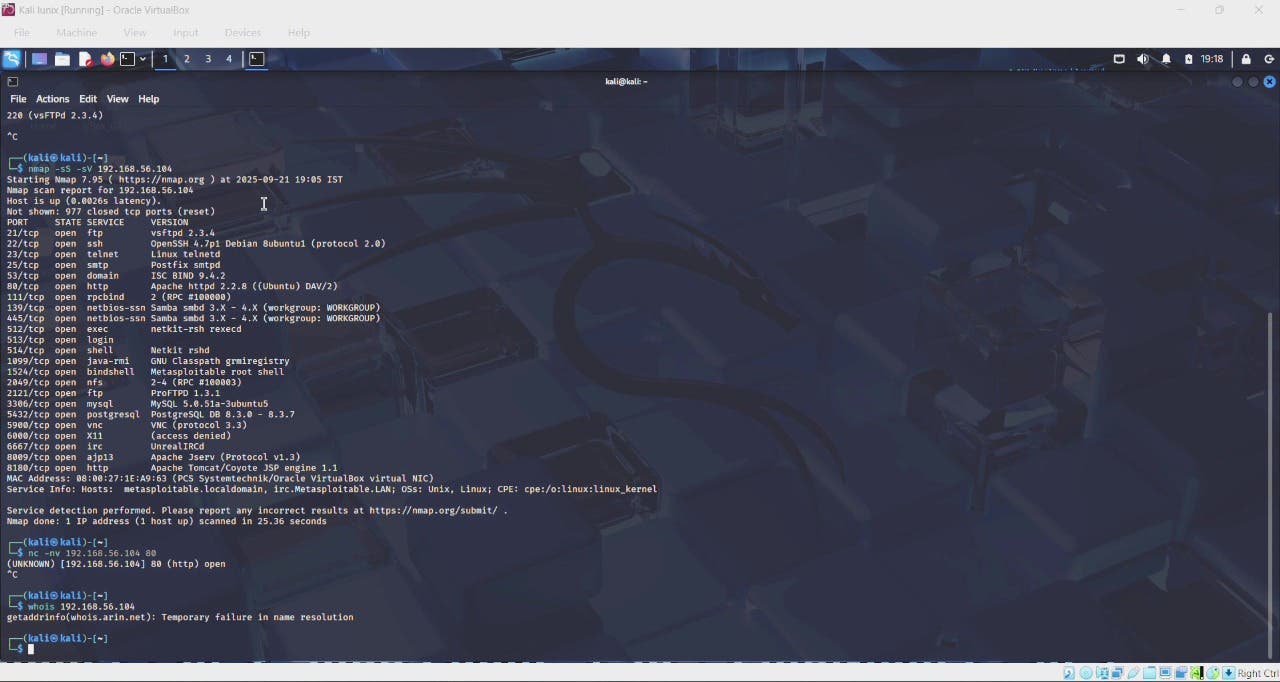 Kali lunix [Running] - Oracle VirtualBox
File Machine View Input Devices Help
1 2 3 4 19:18
kali@kali: ~
File Actions Edit View Help
220 (vsFTPd 2.3.4)
^C
┌──(kali㉿kali)-[~]
└─$ nmap -sS -sV 192.168.56.104
Starting Nmap 7.95 ( https://nmap.org ) at 2025-09-21 19:05 IST
Nmap scan report for 192.168.56.104
Host is up (0.0026s latency).
Not shown: 977 closed tcp ports (reset)
PORT STATE SERVICE VERSION
21/tcp open ftp vsftpd 2.3.4
22/tcp open ssh OpenSSH 4.7p1 Debian 8ubuntu1 (protocol 2.0)
23/tcp open telnet Linux telnetd
25/tcp open smtp Postfix smtpd
53/tcp open domain ISC BIND 9.4.2
80/tcp open http Apache httpd 2.2.8 ((Ubuntu) DAV/2)
111/tcp open rpcbind 2 (RPC #100000)
139/tcp open netbios-ssn Samba smbd 3.X - 4.X (workgroup: WORKGROUP)
445/tcp open netbios-ssn Samba smbd 3.X - 4.X (workgroup: WORKGROUP)
512/tcp open exec netkit-rsh rexecd
513/tcp open login
514/tcp open shell Netkit rshd
1099/tcp open java-rmi GNU Classpath grmiregistry
1524/tcp open bindshell Metasploitable root shell
2049/tcp open nfs 2-4 (RPC #100003)
2121/tcp open ftp ProFTPD 1.3.1
3306/tcp open mysql MySQL 5.0.51a-3ubuntu5
5432/tcp open postgresql PostgreSQL DB 8.3.0 - 8.3.7
5900/tcp open vnc VNC (protocol 3.3)
6000/tcp open X11 (access denied)
6667/tcp open irc UnrealIRCd
8009/tcp open ajp13 Apache Jserv (Protocol v1.3)
8180/tcp open http Apache Tomcat/Coyote JSP engine 1.1
MAC Address: 08:00:27:1E:A9:63 (PCS Systemtechnik/Oracle VirtualBox virtual NIC)
Service Info: Hosts: metasploitable.localdomain, irc.Metasploitable.LAN; OSs: Unix, Linux; CPE: cpe:/o:linux:linux_kernel
Service detection performed. Please report any incorrect results at https://nmap.org/submit/ .
Nmap done: 1 IP address (1 host up) scanned in 25.36 seconds
┌──(kali㉿kali)-[~]
└─$ nc -nv 192.168.56.104 80
(UNKNOWN) [192.168.56.104] 80 (http) open
^C
┌──(kali㉿kali)-[~]
└─$ whois 192.168.56.104
getaddrinfo(whois.arin.net): Temporary failure in name resolution
┌──(kali㉿kali)-[~]
└─$
Right Ctrl